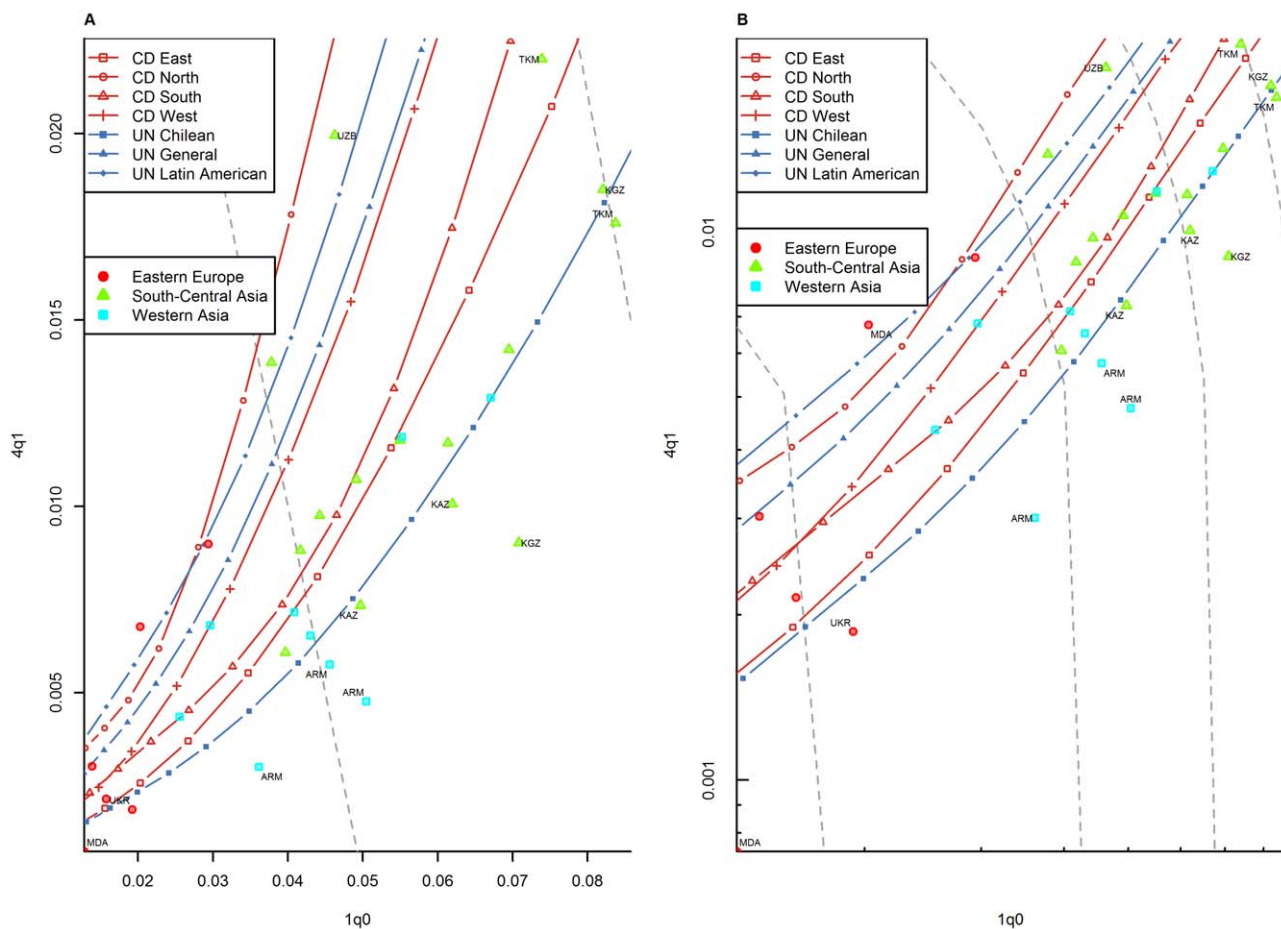 A
CD East
CD North
CD South
CD West
UN Chilean
UN General
UN Latin American
Eastern Europe
South-Central Asia
Western Asia
TKM
UZB
KGZ
TKM
KAZ
KGZ
KAZ
ARM
ARM
ARM
UKR
MDA
0.020
0.015
0.010
0.005
4q1
0.02 0.03 0.04 0.05 0.06 0.07 0.08
1q0
B
CD East
CD North
CD South
CD West
UN Chilean
UN General
UN Latin American
Eastern Europe
South-Central Asia
Western Asia
TKM
UZB
KGZ
TKM
KAZ
KGZ
KAZ
MDA
ARM
ARM
ARM
UKR
MDA
0.01
0.001
4q1
1q0